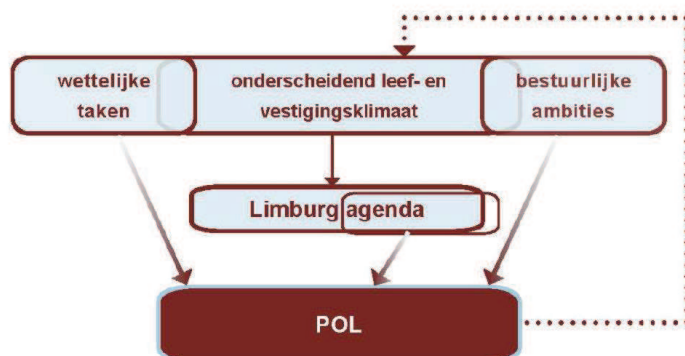 wettelijke
taken
onderscheidend leef- en
vestigingsklimaat
bestuurlijke
ambities
Limburg agenda
POL